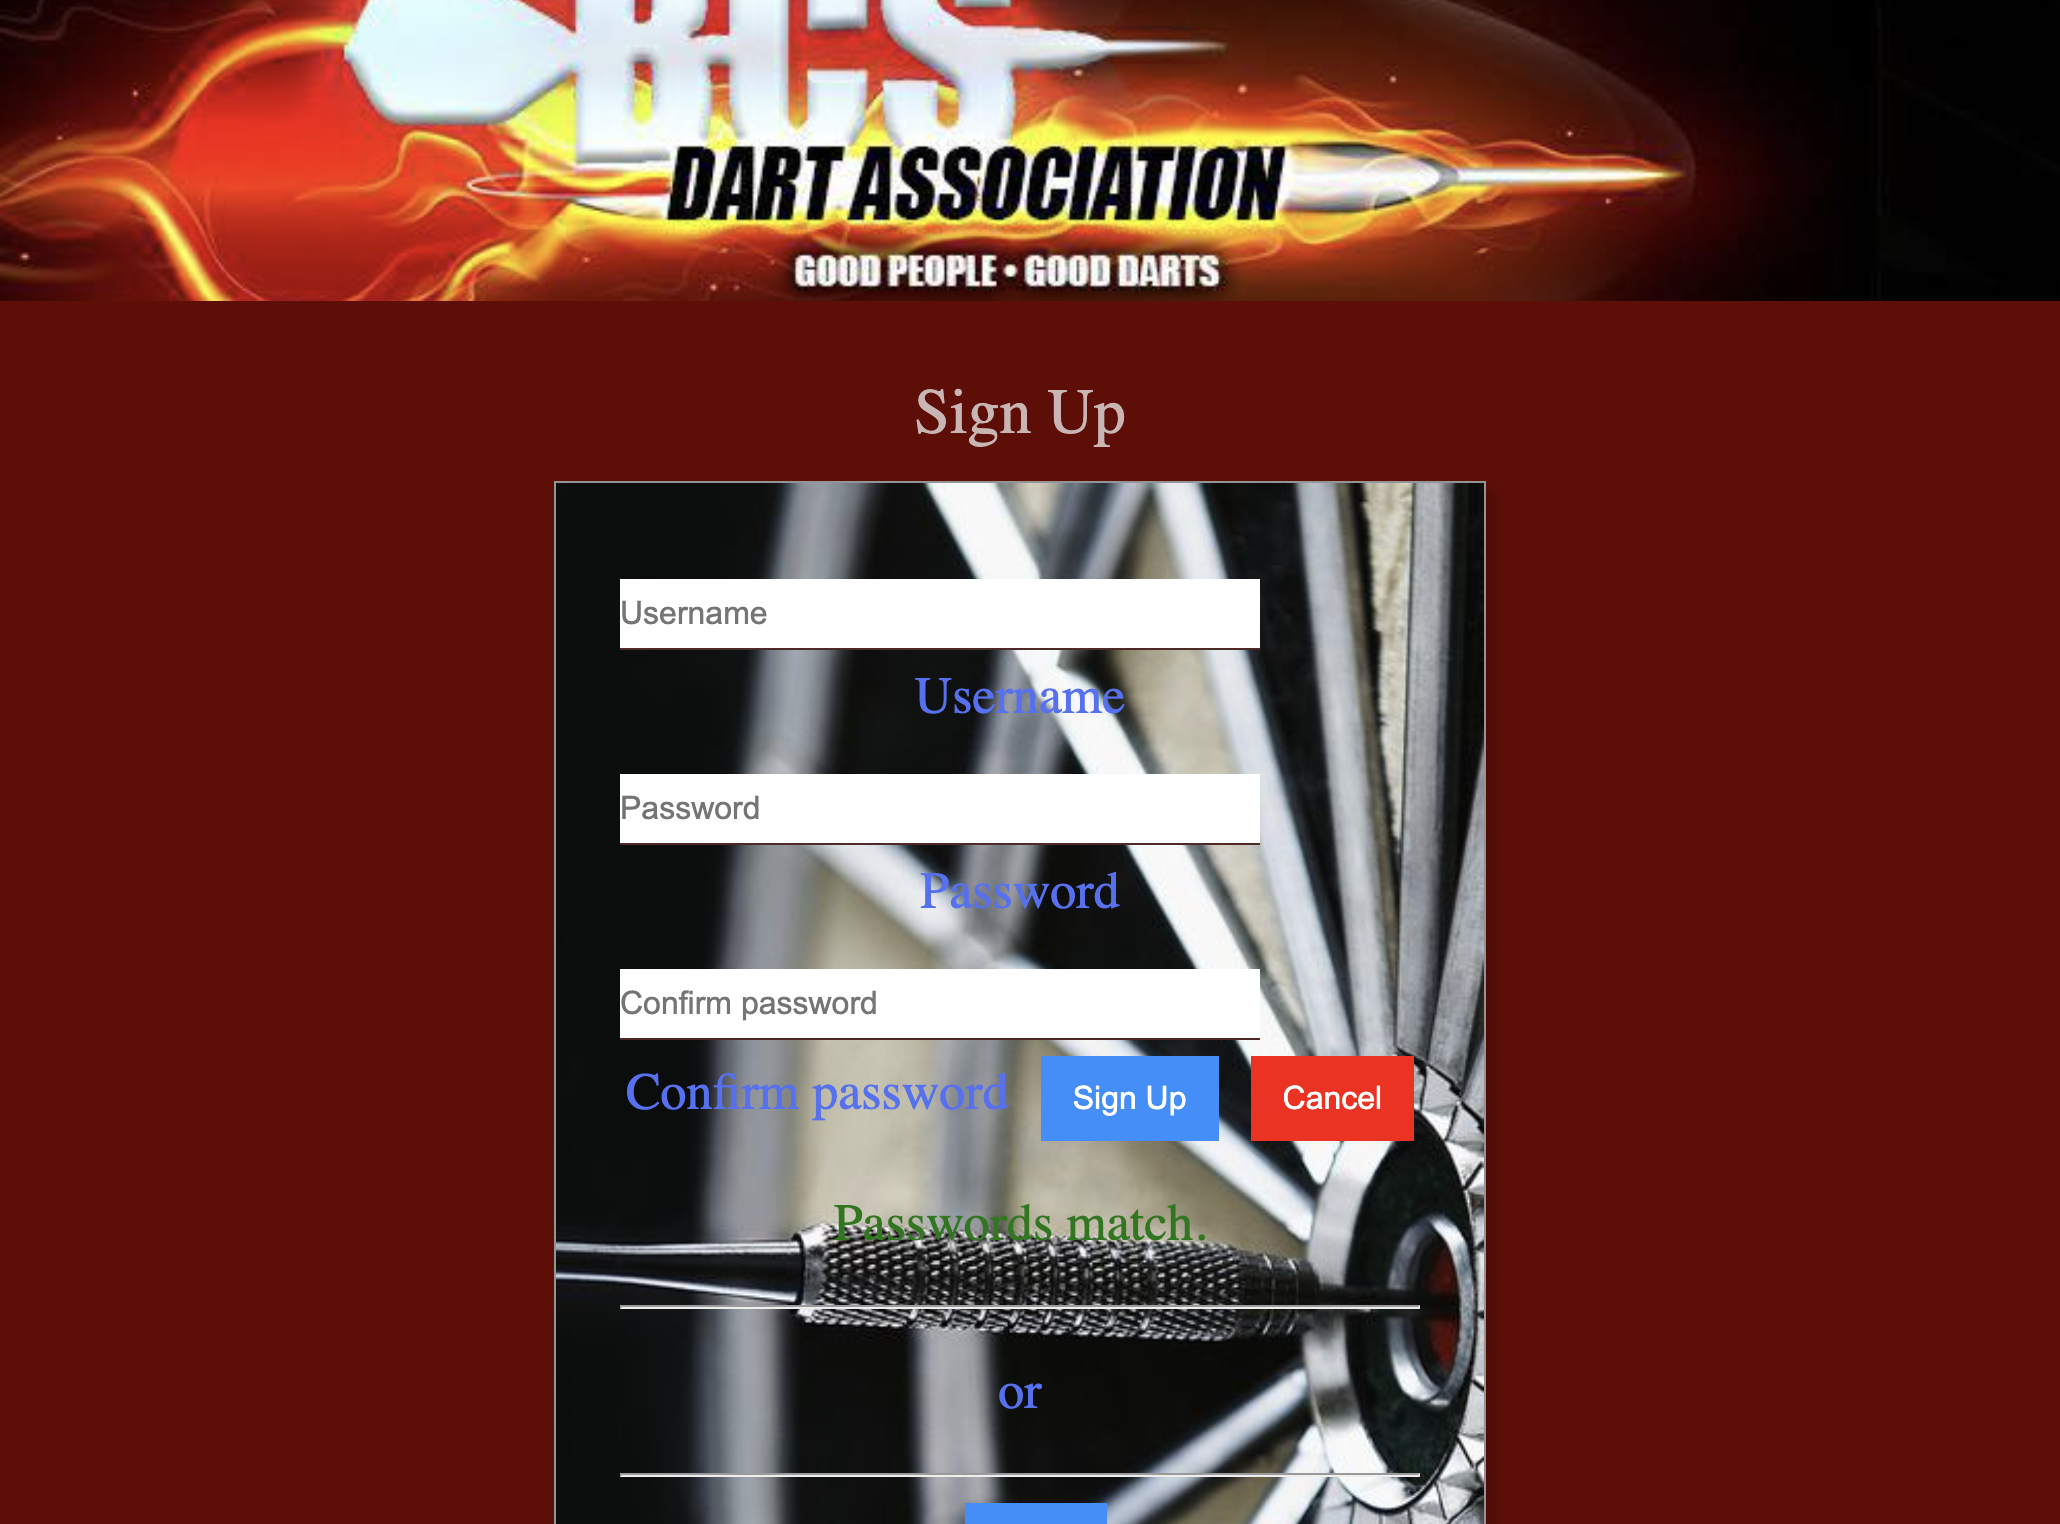 BCS
DART ASSOCIATION
GOOD PEOPLE • GOOD DARTS
Sign Up
Username
Username
Password
Password
Confirm password
Confirm password Sign Up Cancel
Passwords match.
or